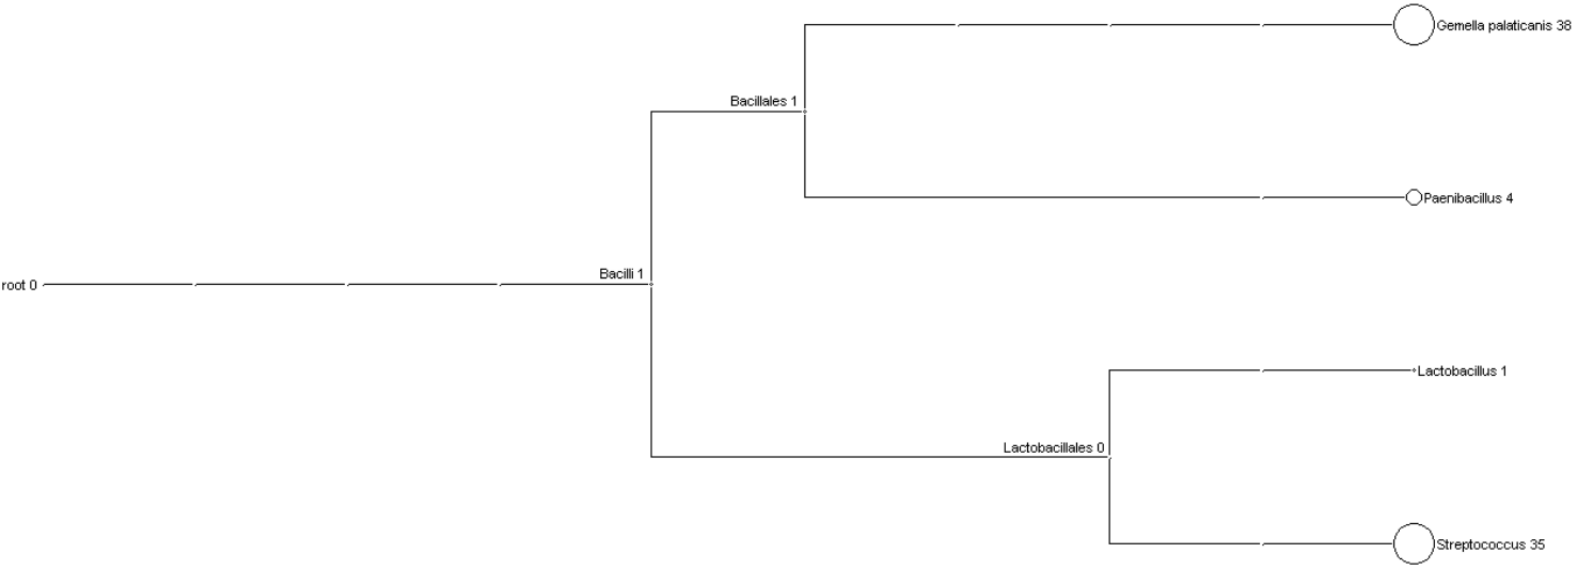 Gemella palaticanis 38
Bacillales 1
Paenibacillus 4
Bacilli 1
root 0
Lactobacillus 1
Lactobacillales 0
Streptococcus 35